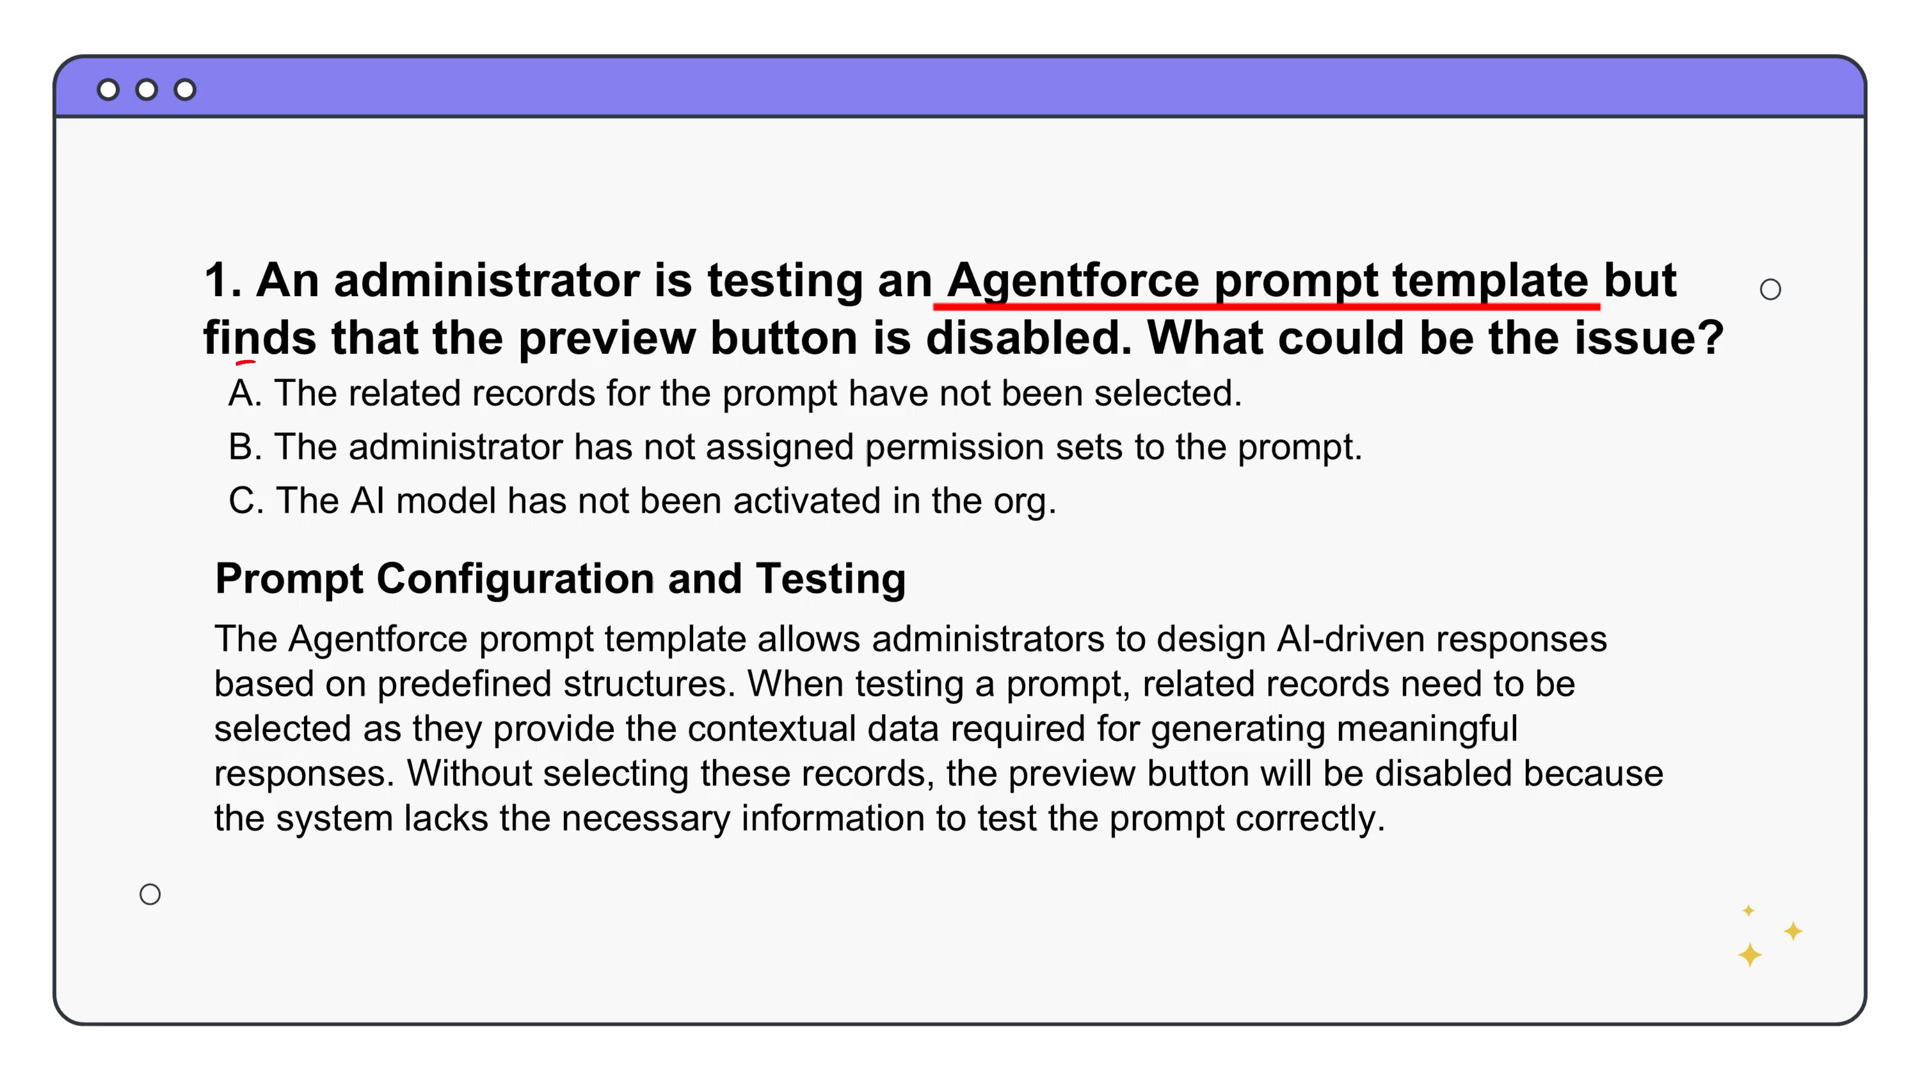 1. An administrator is testing an Agentforce prompt template but
finds that the preview button is disabled. What could be the issue?
A. The related records for the prompt have not been selected.
B. The administrator has not assigned permission sets to the prompt.
C. The AI model has not been activated in the org.
Prompt Configuration and Testing
The Agentforce prompt template allows administrators to design AI-driven responses
based on predefined structures. When testing a prompt, related records need to be
selected as they provide the contextual data required for generating meaningful
responses. Without selecting these records, the preview button will be disabled because
the system lacks the necessary information to test the prompt correctly.